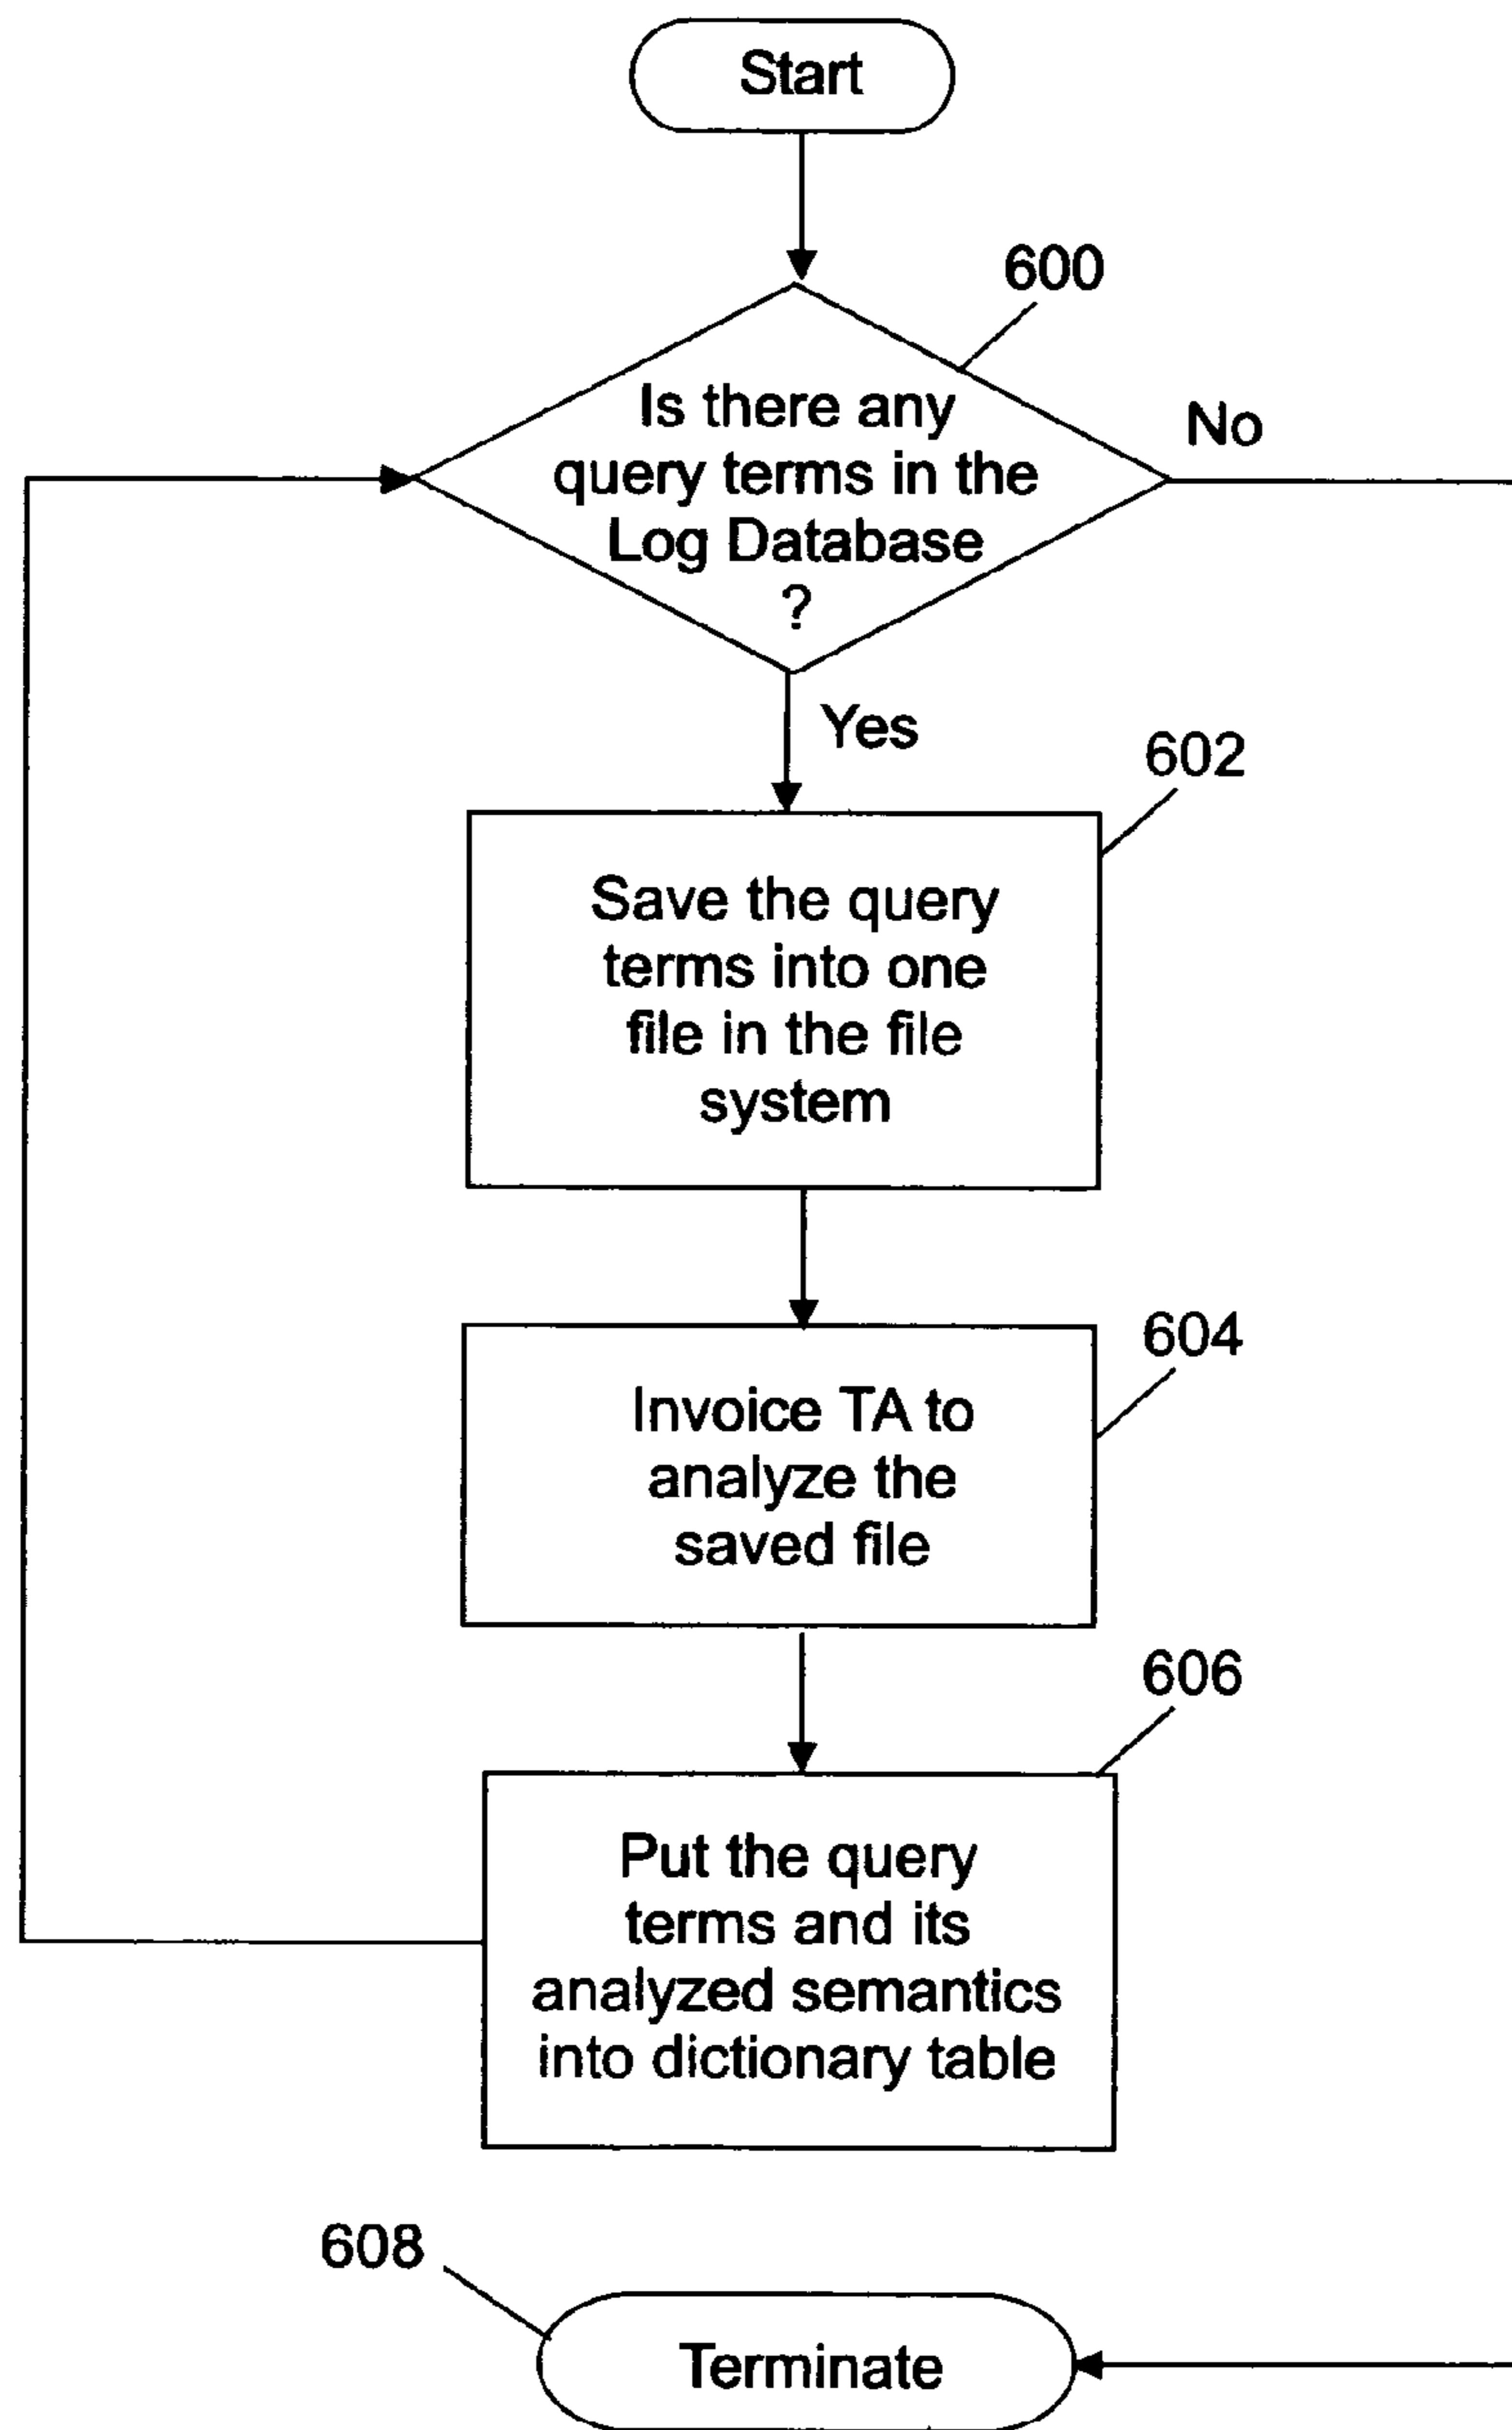 Start
600
Is there any
query terms in the
Log Database
?
No
Yes
602
Save the query
terms into one
file in the file
system
604
Invoice TA to
analyze the
saved file
606
Put the query
terms and its
analyzed semantics
into dictionary table
608
Terminate